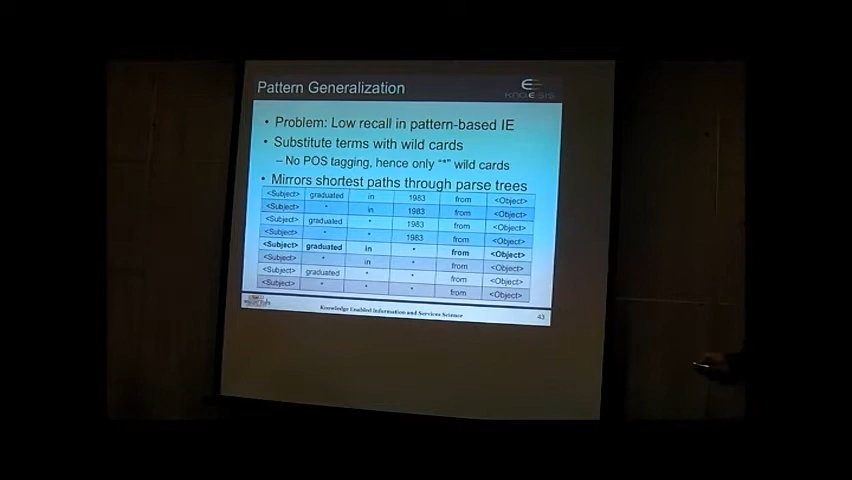 Pattern Generalization
KNO.E.SIS
• Problem: Low recall in pattern-based IE
• Substitute terms with wild cards
– No POS tagging, hence only "*" wild cards
• Mirrors shortest paths through parse trees
<Subject> graduated in 1983 from <Object>
<Subject> * in 1983 from <Object>
<Subject> graduated * 1983 from <Object>
<Subject> * * 1983 from <Object>
<Subject> graduated in * from <Object>
<Subject> * in * from <Object>
<Subject> graduated * * from <Object>
<Subject> * * * from <Object>
Knowledge Enabled Information and Services Science
43